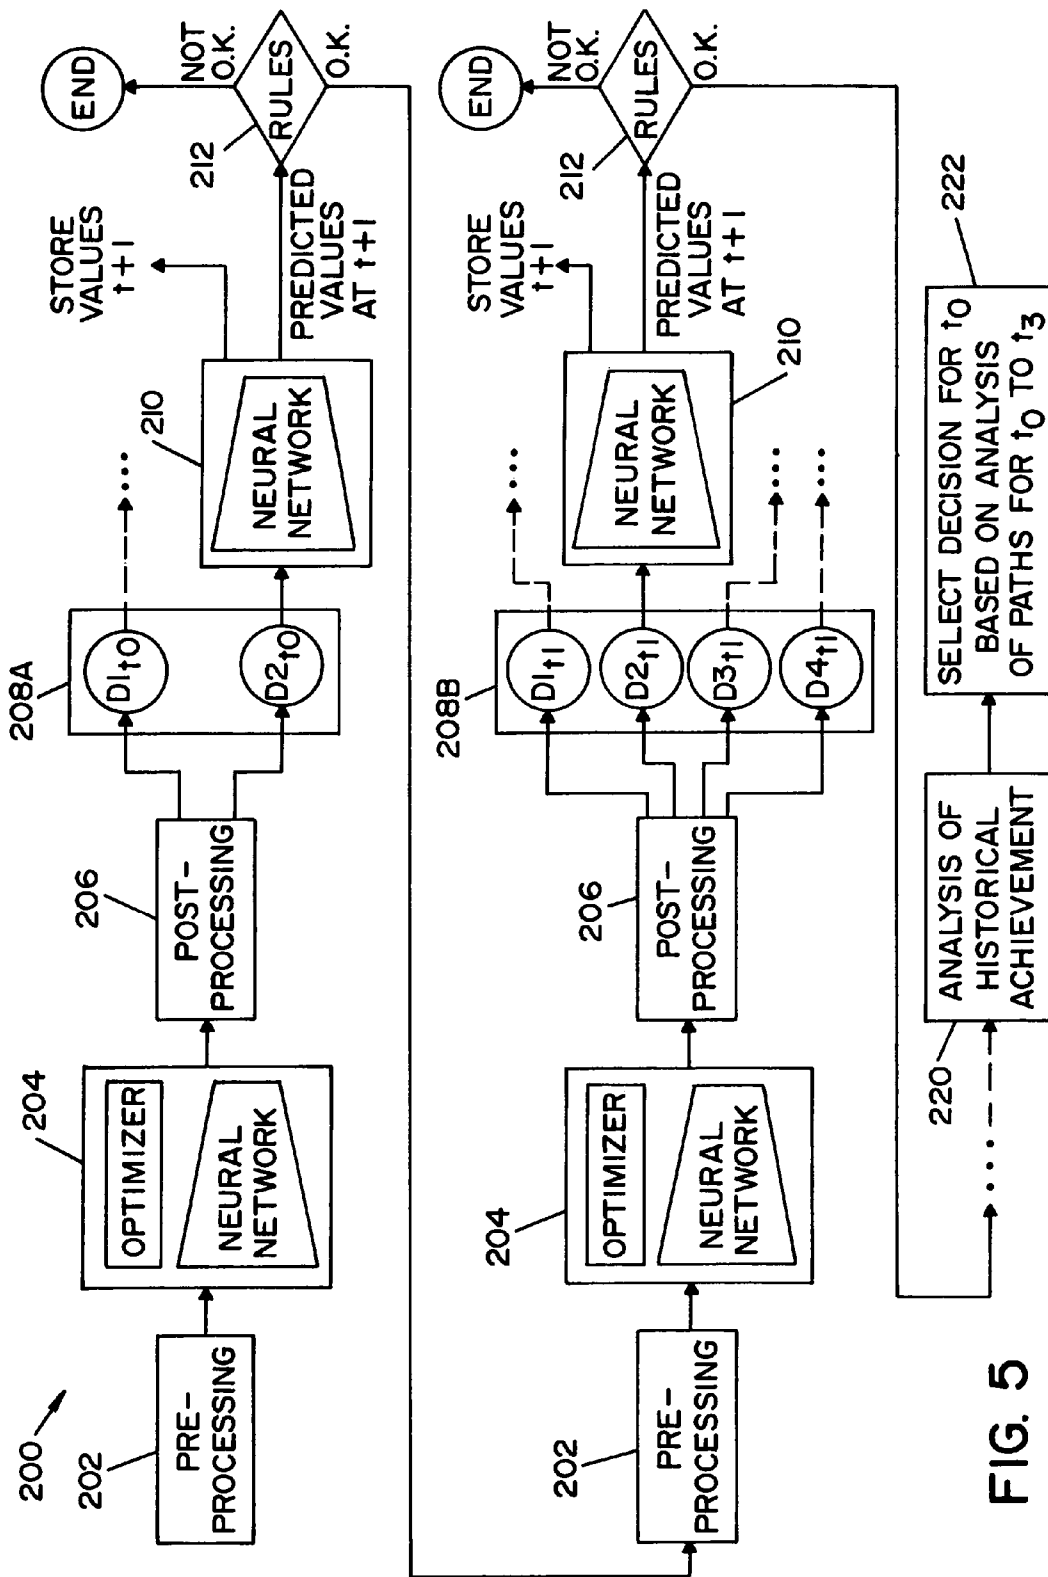 200
202
PRE-
PROCESSING
204
OPTIMIZER
NEURAL
NETWORK
206
POST-
PROCESSING
208A
D1t0
D2t0
210
NEURAL
NETWORK
STORE
VALUES
t+1
PREDICTED
VALUES
AT t+1
212
RULES
NOT
O.K.
O.K.
END
202
PRE-
PROCESSING
204
OPTIMIZER
NEURAL
NETWORK
206
POST-
PROCESSING
208B
D1t1
D2t1
D3t1
D4t1
210
NEURAL
NETWORK
STORE
VALUES
t+1
PREDICTED
VALUES
AT t+1
212
RULES
NOT
O.K.
O.K.
END
220
ANALYSIS OF
HISTORICAL
ACHIEVEMENT
222
SELECT DECISION FOR t0
BASED ON ANALYSIS
OF PATHS FOR t0 TO t3
FIG. 5